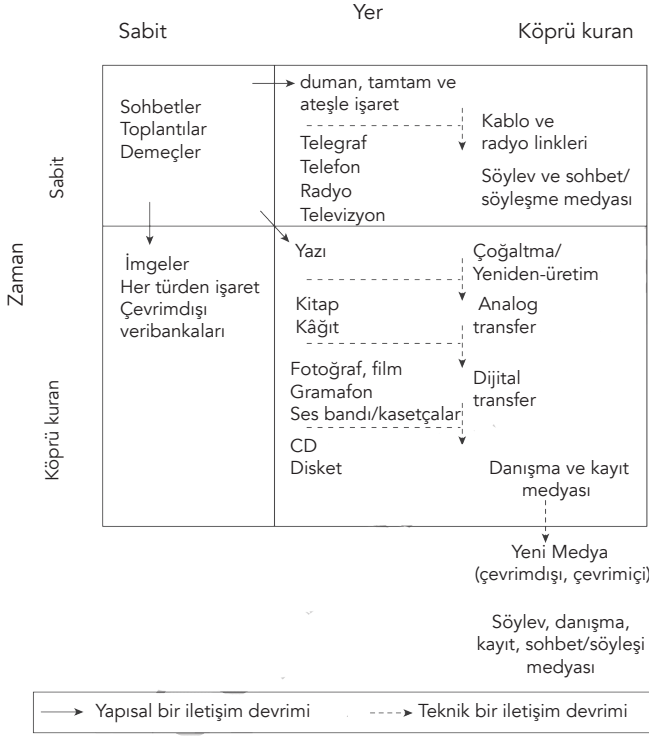 Yer
Sabit
Köprü kuran
Zaman
Sabit
Sohbetler
Toplantılar
Demeçler
duman, tamtam ve
ateşle işaret
Telegraf
Telefon
Radyo
Televizyon
Kablo ve
radyo linkleri
Söylev ve sohbet/
söyleşme medyası
Köprü kuran
İmgeler
Her türden işaret
Çevrimdışı
veribankaları
Yazı
Çoğaltma/
Yeniden-üretim
Kitap
Kâğıt
Analog
transfer
Fotoğraf, film
Gramafon
Ses bandı/kasetçalar
Dijital
transfer
CD
Disket
Danışma ve kayıt
medyası
Yeni Medya
(çevrimdışı, çevrimiçi)
Söylev, danışma,
kayıt, sohbet/söyleşi
medyası
Yapısal bir iletişim devrimi
Teknik bir iletişim devrimi